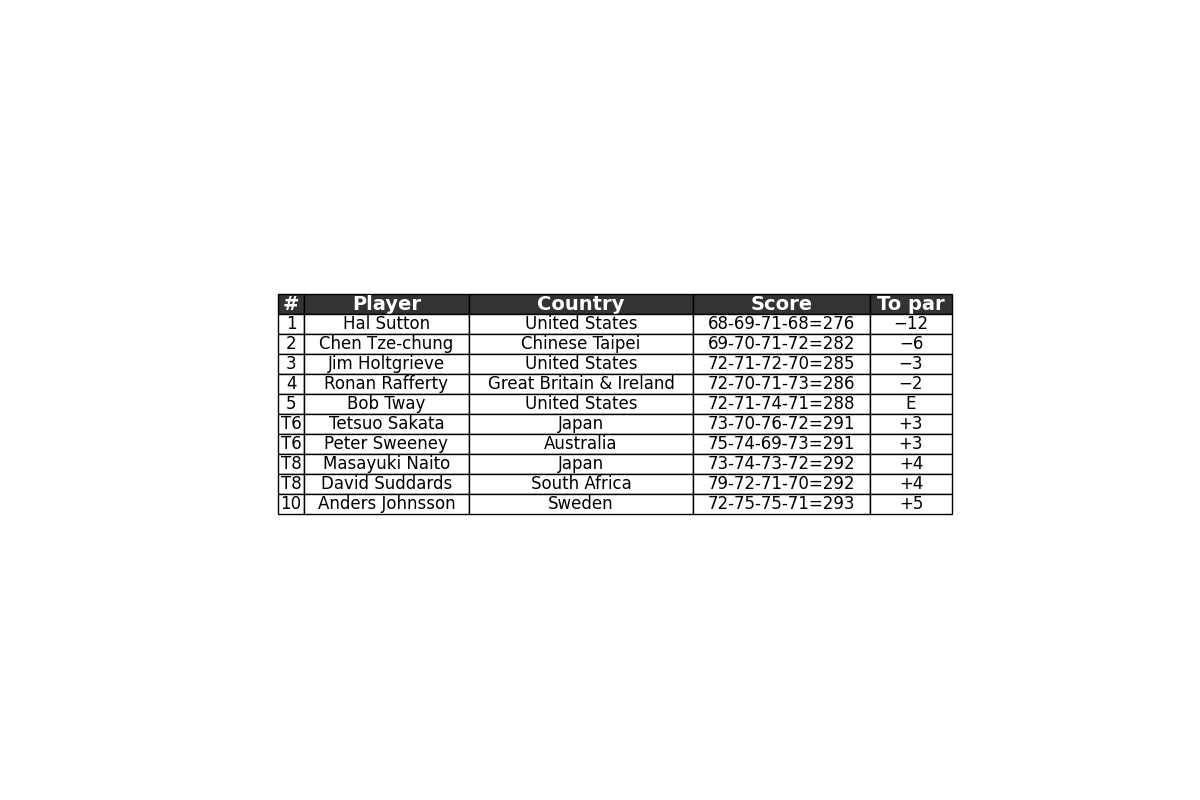 # Player Country Score To par
1 Hal Sutton United States 68-69-71-68=276 −12
2 Chen Tze-chung Chinese Taipei 69-70-71-72=282 −6
3 Jim Holtgrieve United States 72-71-72-70=285 −3
4 Ronan Rafferty Great Britain & Ireland 72-70-71-73=286 −2
5 Bob Tway United States 72-71-74-71=288 E
T6 Tetsuo Sakata Japan 73-70-76-72=291 +3
T6 Peter Sweeney Australia 75-74-69-73=291 +3
T8 Masayuki Naito Japan 73-74-73-72=292 +4
T8 David Suddards South Africa 79-72-71-70=292 +4
10 Anders Johnsson Sweden 72-75-75-71=293 +5